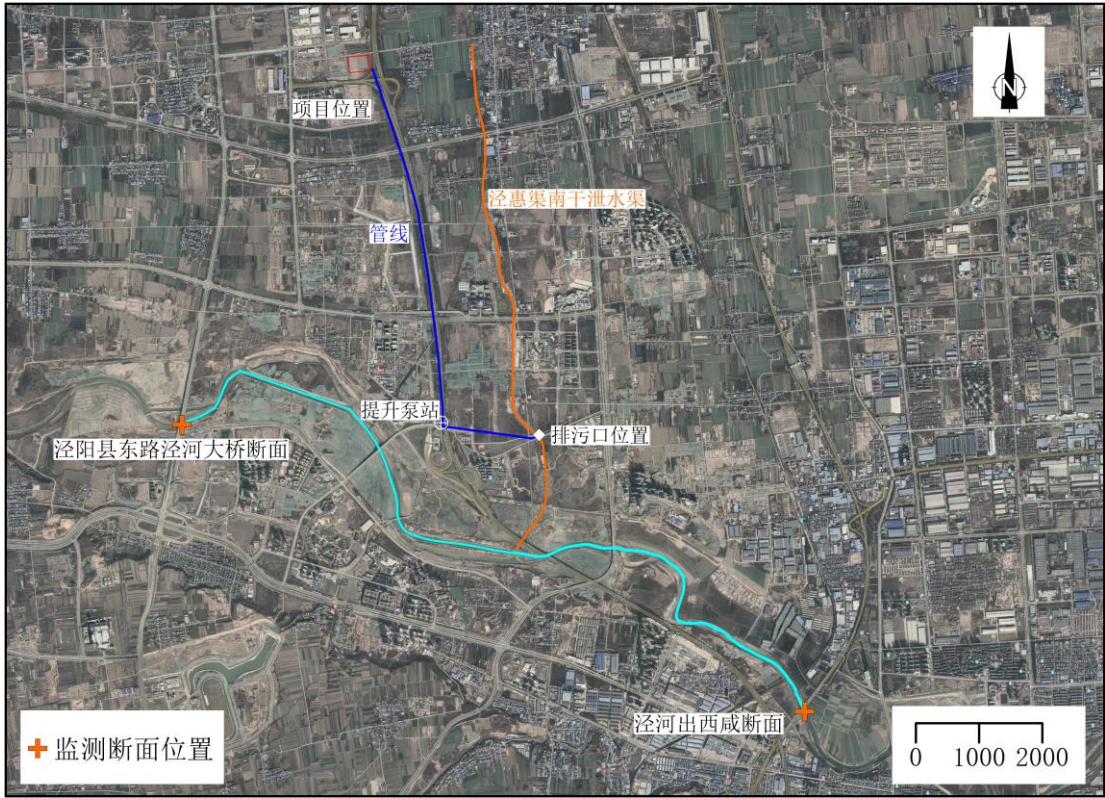 项目位置
N
泾惠渠南干泄水渠
管线
提升泵站
排污口位置
泾阳县东路泾河大桥断面
泾河出西咸断面
监测断面位置
0 1000 2000